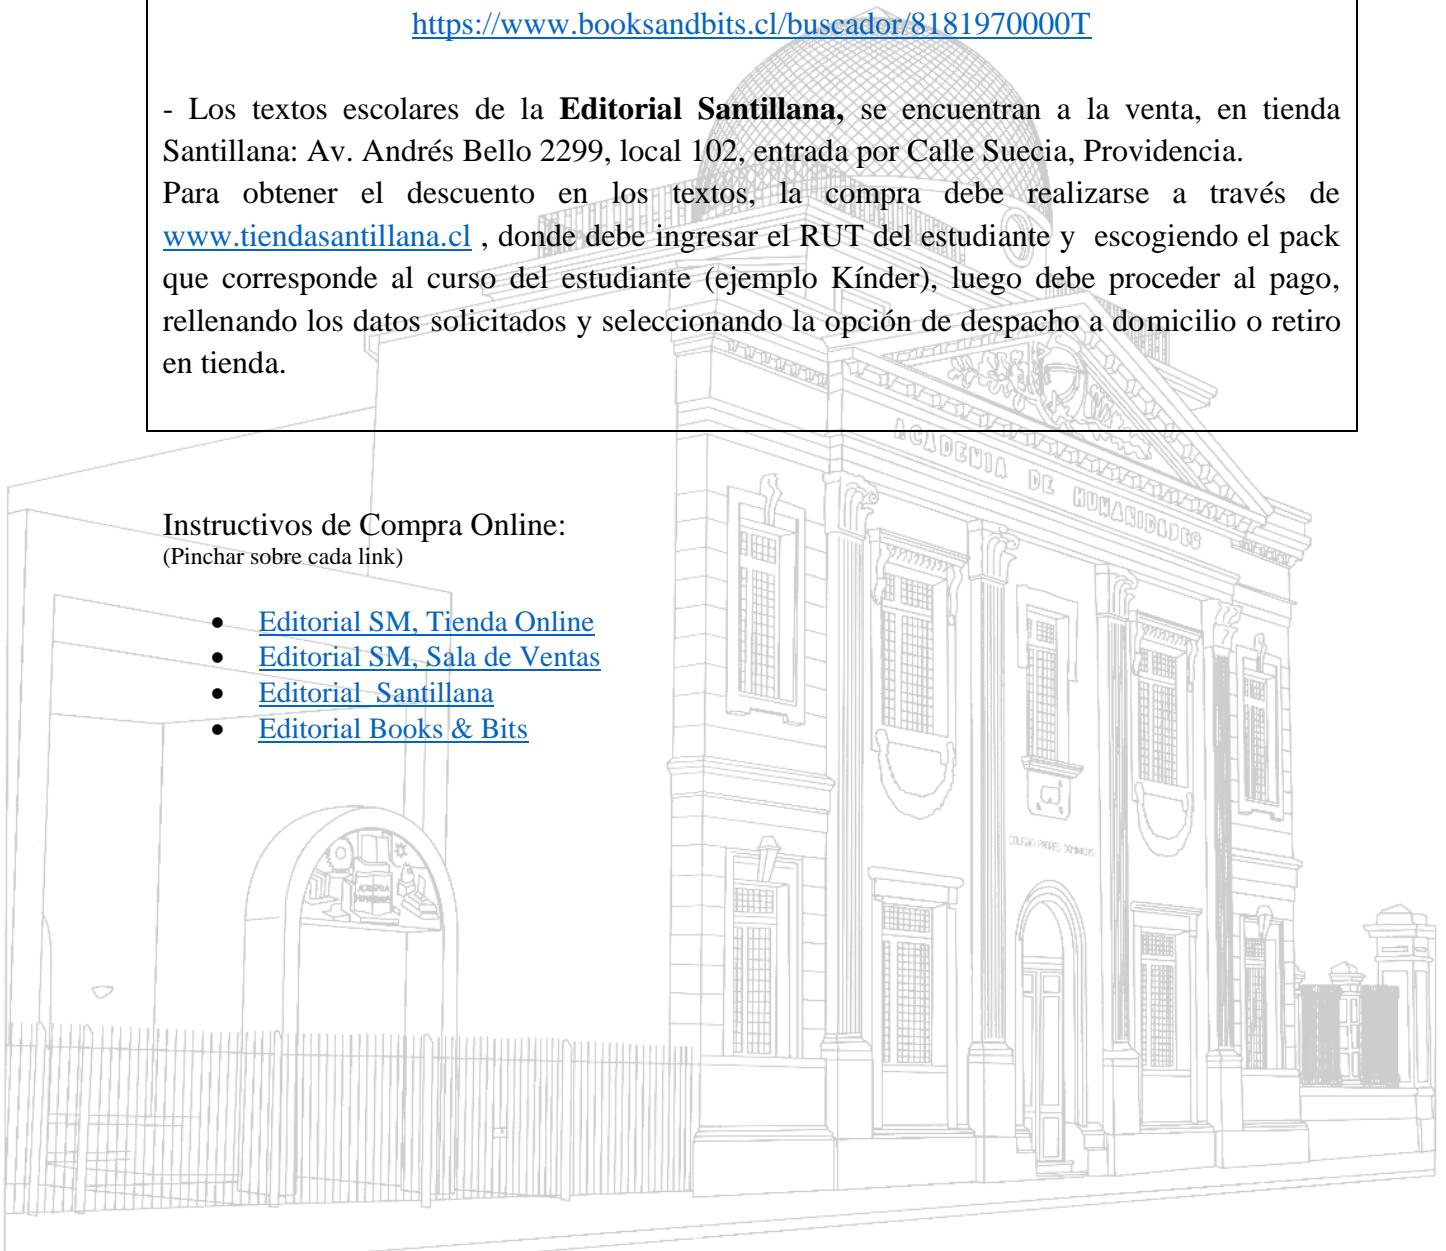 https://www.booksandbits.cl/buscador/8181970000T
- Los textos escolares de la Editorial Santillana, se encuentran a la venta, en tienda
Santillana: Av. Andrés Bello 2299, local 102, entrada por Calle Suecia, Providencia.
Para obtener el descuento en los textos, la compra debe realizarse a través de
www.tiendasantillana.cl , donde debe ingresar el RUT del estudiante y escogiendo el pack
que corresponde al curso del estudiante (ejemplo Kínder), luego debe proceder al pago,
rellenando los datos solicitados y seleccionando la opción de despacho a domicilio o retiro
en tienda.
ACADEMIA DE HUMANIDADES
Instructivos de Compra Online:
(Pinchar sobre cada link)
• Editorial SM, Tienda Online
• Editorial SM, Sala de Ventas
• Editorial Santillana
• Editorial Books & Bits
COLEGIO PADRES DOMINICOS
ACADEMIA